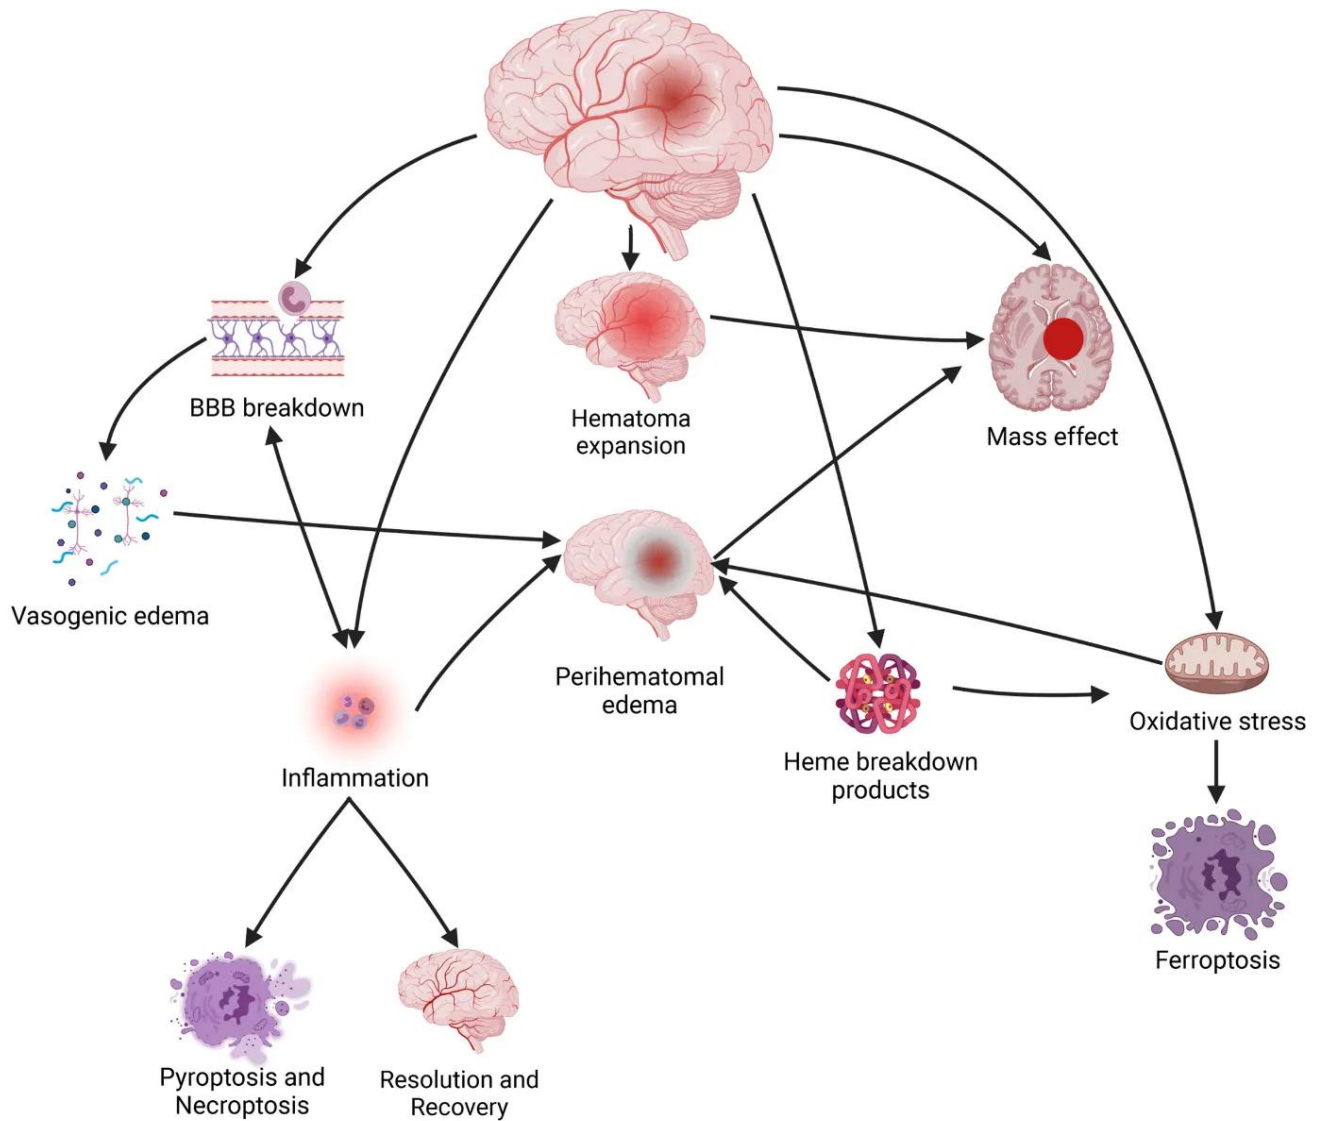 BBB breakdown
Hematoma
expansion
Mass effect
Vasogenic edema
Perihematomal
edema
Oxidative stress
Inflammation
Heme breakdown
products
Ferroptosis
Pyroptosis and
Necroptosis
Resolution and
Recovery